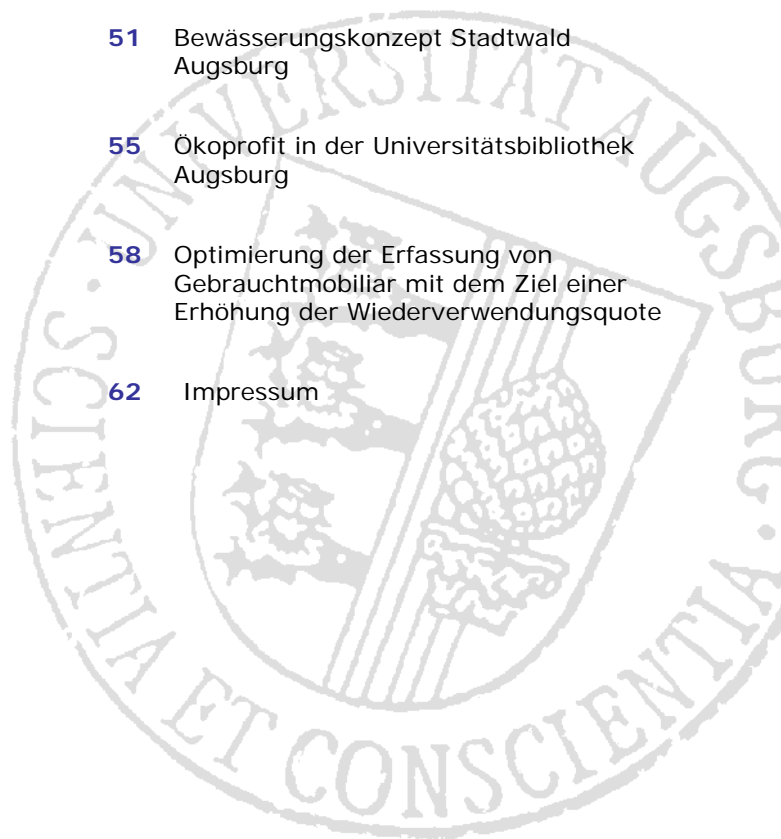 51 Bewässerungskonzept Stadtwald
Augsburg
55 Ökoprofit in der Universitätsbibliothek
Augsburg
58 Optimierung der Erfassung von
Gebrauchtmobiliar mit dem Ziel einer
Erhöhung der Wiederverwendungsquote
62 Impressum
· UNIVERSITÄT AUGSBURG ·
SCIENTIA ET CONSCIENTIA